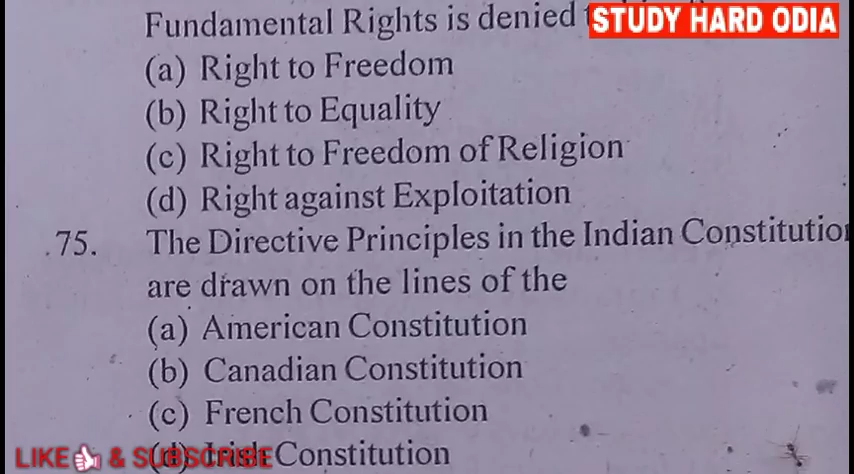 Fundamental Rights is denied
STUDY HARD ODIA
(a) Right to Freedom
(b) Right to Equality
(c) Right to Freedom of Religion
(d) Right against Exploitation
75. The Directive Principles in the Indian Constitution
are drawn on the lines of the
(a) American Constitution
(b) Canadian Constitution
(c) French Constitution
(d) Irish Constitution
LIKE & SUBSCRIBE